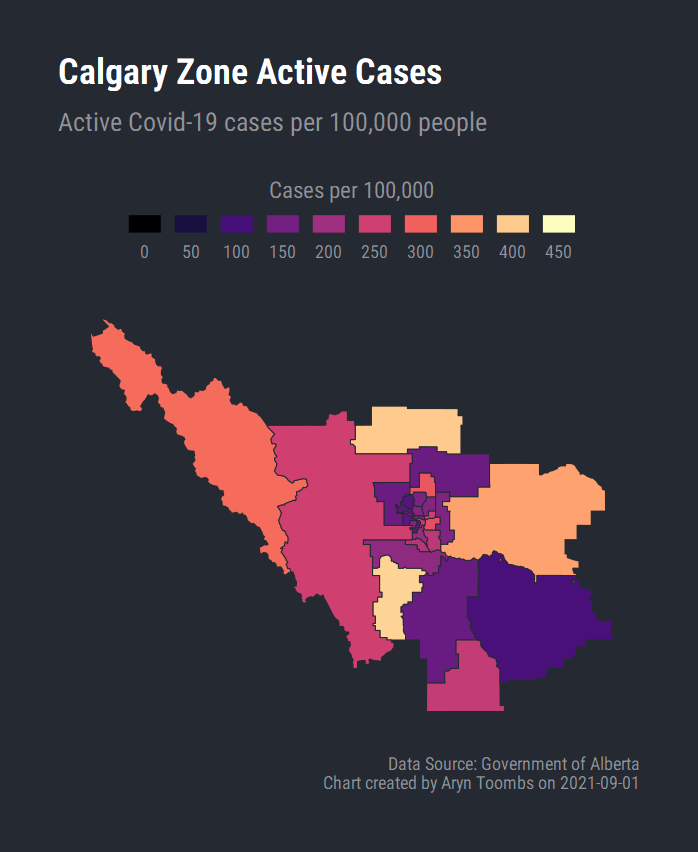 Calgary Zone Active Cases
Active Covid-19 cases per 100,000 people
Cases per 100,000
0 50 100 150 200 250 300 350 400 450
Data Source: Government of Alberta
Chart created by Aryn Toombs on 2021-09-01